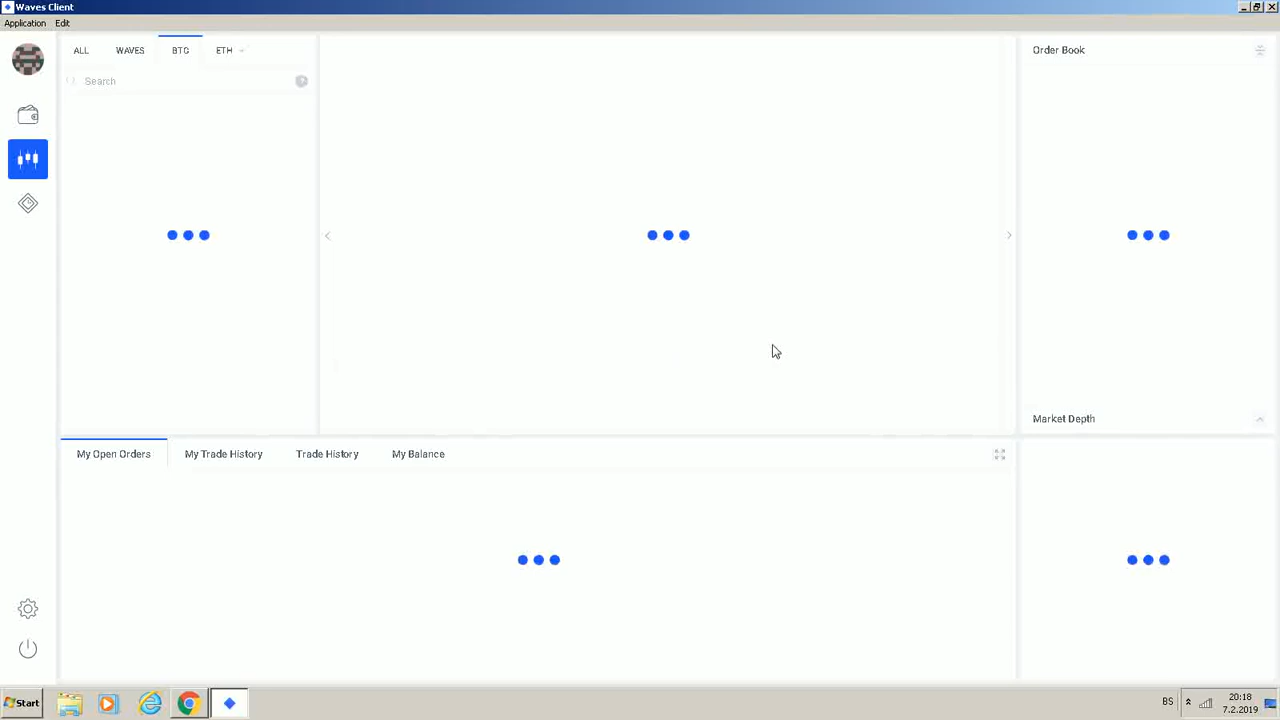 Waves Client
Application Edit
ALL WAVES BTC ETH
Search
Order Book
Market Depth
My Open Orders My Trade History Trade History My Balance
Start
BS
20:18
7.2.2019